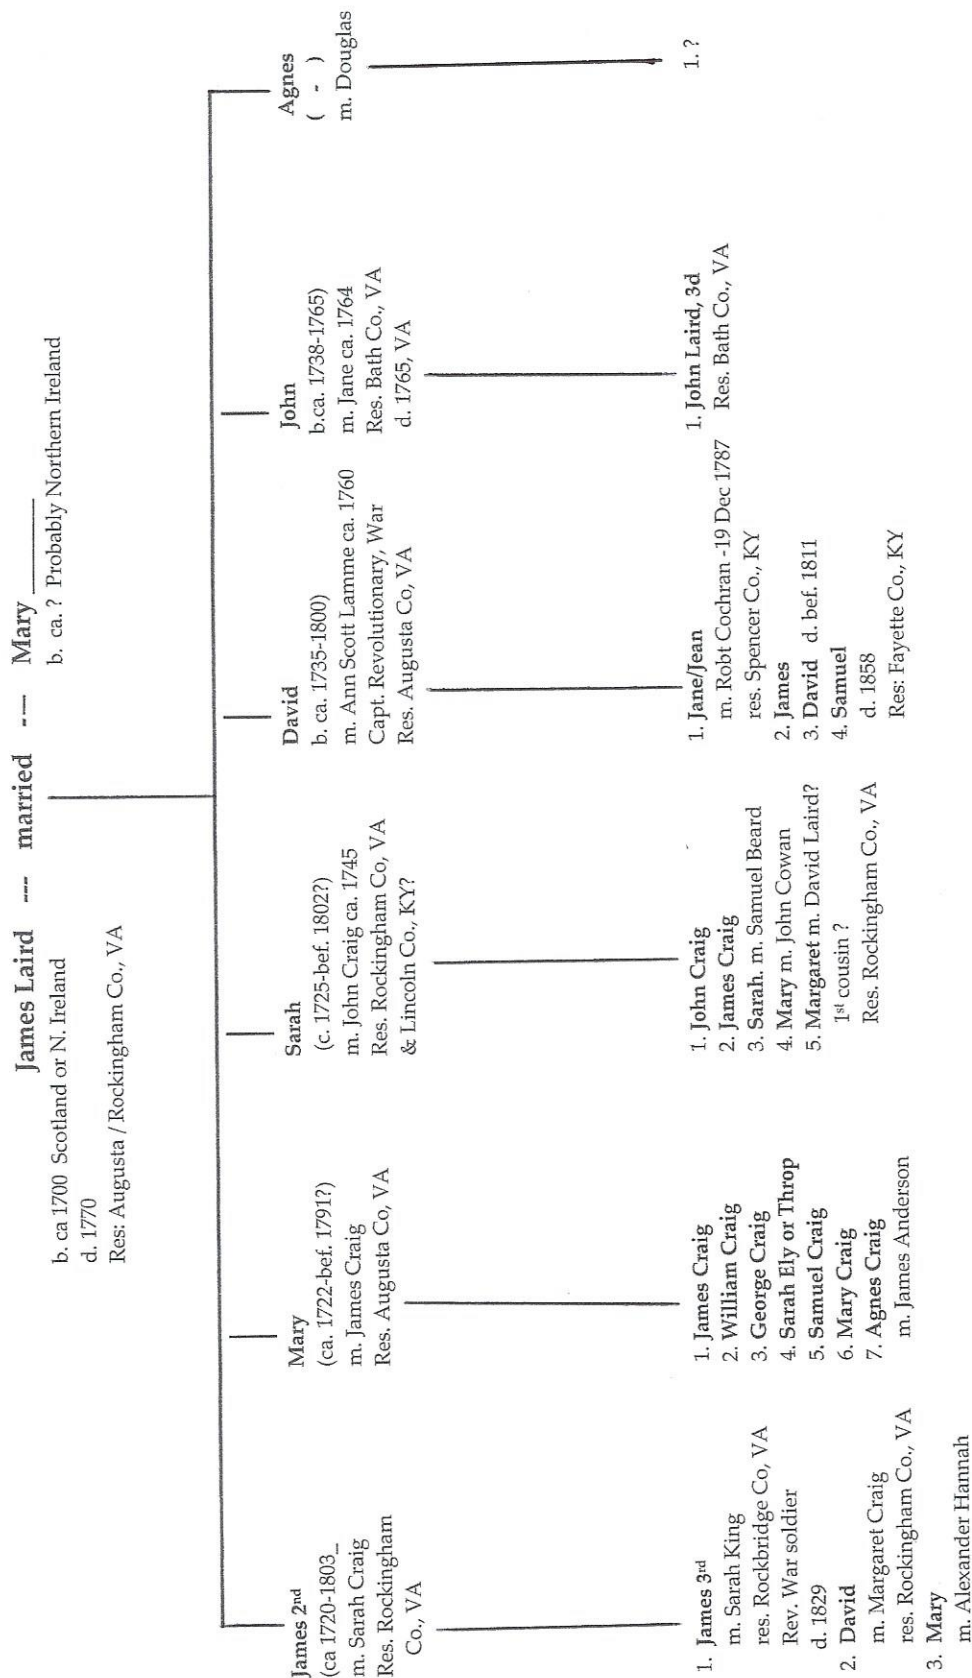 James Laird --- married --- Mary ________
b. ca 1700 Scotland or N. Ireland
d. 1770
Res: Augusta / Rockingham Co., VA
b. ca. ? Probably Northern Ireland
James 2nd
(ca 1720-1803_
m. Sarah Craig
Res. Rockingham
Co., VA
Mary
(ca. 1722-bef. 1791?)
m. James Craig
Res. Augusta Co, VA
Sarah
(c. 1725-bef. 1802?)
m. John Craig ca. 1745
Res. Rockingham Co, VA
& Lincoln Co., KY?
David
b. ca. 1735-1800)
m. Ann Scott Lamme ca. 1760
Capt. Revolutionary, War
Res. Augusta Co, VA
John
b.ca. 1738-1765)
m. Jane ca. 1764
Res. Bath Co., VA
d. 1765, VA
Agnes
( - )
m. Douglas
1. James 3rd
m. Sarah King
res. Rockbridge Co, VA
Rev. War soldier
d. 1829
2. David
m. Margaret Craig
res. Rockingham Co., VA
3. Mary
m. Alexander Hannah
1. James Craig
2. William Craig
3. George Craig
4. Sarah Ely or Throp
5. Samuel Craig
6. Mary Craig
7. Agnes Craig
m. James Anderson
1. John Craig
2. James Craig
3. Sarah. m. Samuel Beard
4. Mary m. John Cowan
5. Margaret m. David Laird?
1st cousin ?
Res. Rockingham Co., VA
1. Jane/Jean
m. Robt Cochran -19 Dec 1787
res. Spencer Co., KY
2. James
3. David d. bef. 1811
4. Samuel
d. 1858
Res: Fayette Co., KY
1. John Laird, 3d
Res. Bath Co., VA
1. ?